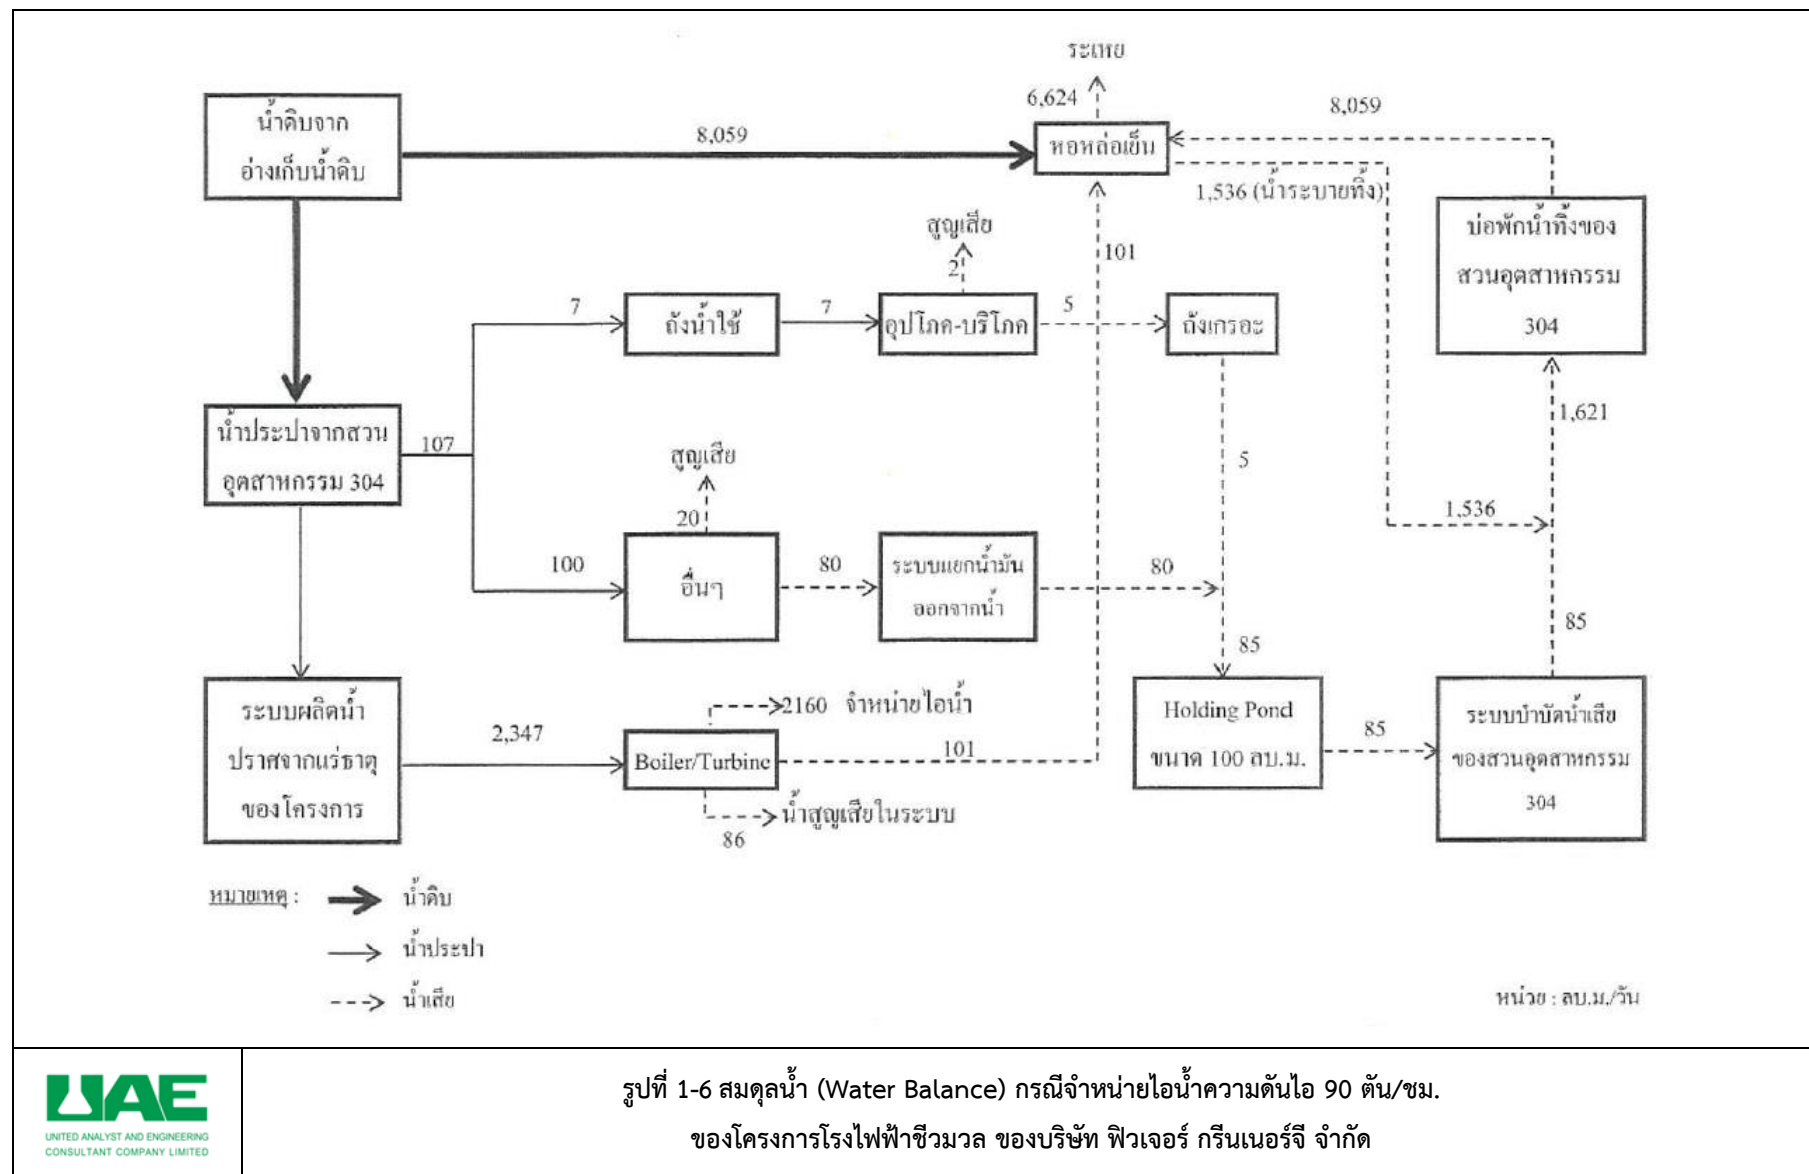 ระเหย
6,624
8,059
น้ำดิบจาก
อ่างเก็บน้ำดิบ
8,059
หอหล่อเย็น
1,536 (น้ำระบายทิ้ง)
บ่อพักน้ำทิ้งของ
สวนอุตสาหกรรม
304
สูญเสีย
2
101
7
ถังน้ำใช้
7
อุปโภค-บริโภค
5
ถังเกรอะ
น้ำประปาจากสวน
อุตสาหกรรม 304
107
1,621
สูญเสีย
20
5
1,536
100
อื่นๆ
80
ระบบแยกน้ำมัน
ออกจากน้ำ
80
85
85
ระบบผลิตน้ำ
ปราศจากแร่ธาตุ
ของโครงการ
2,347
2160 จำหน่ายไอน้ำ
Boiler/Turbine
101
น้ำสูญเสียในระบบ
86
Holding Pond
ขนาด 100 ลบ.ม.
85
ระบบบำบัดน้ำเสีย
ของสวนอุตสาหกรรม
304
หมายเหตุ :
น้ำดิบ
น้ำประปา
น้ำเสีย
หน่วย : ลบ.ม./วัน
UAE
UNITED ANALYST AND ENGINEERING
CONSULTANT COMPANY LIMITED
รูปที่ 1-6 สมดุลน้ำ (Water Balance) กรณีจำหน่ายไอน้ำความดันไอ 90 ตัน/ชม.
ของโครงการโรงไฟฟ้าชีวมวล ของบริษัท ฟิวเจอร์ กรีนเนอร์จี จำกัด